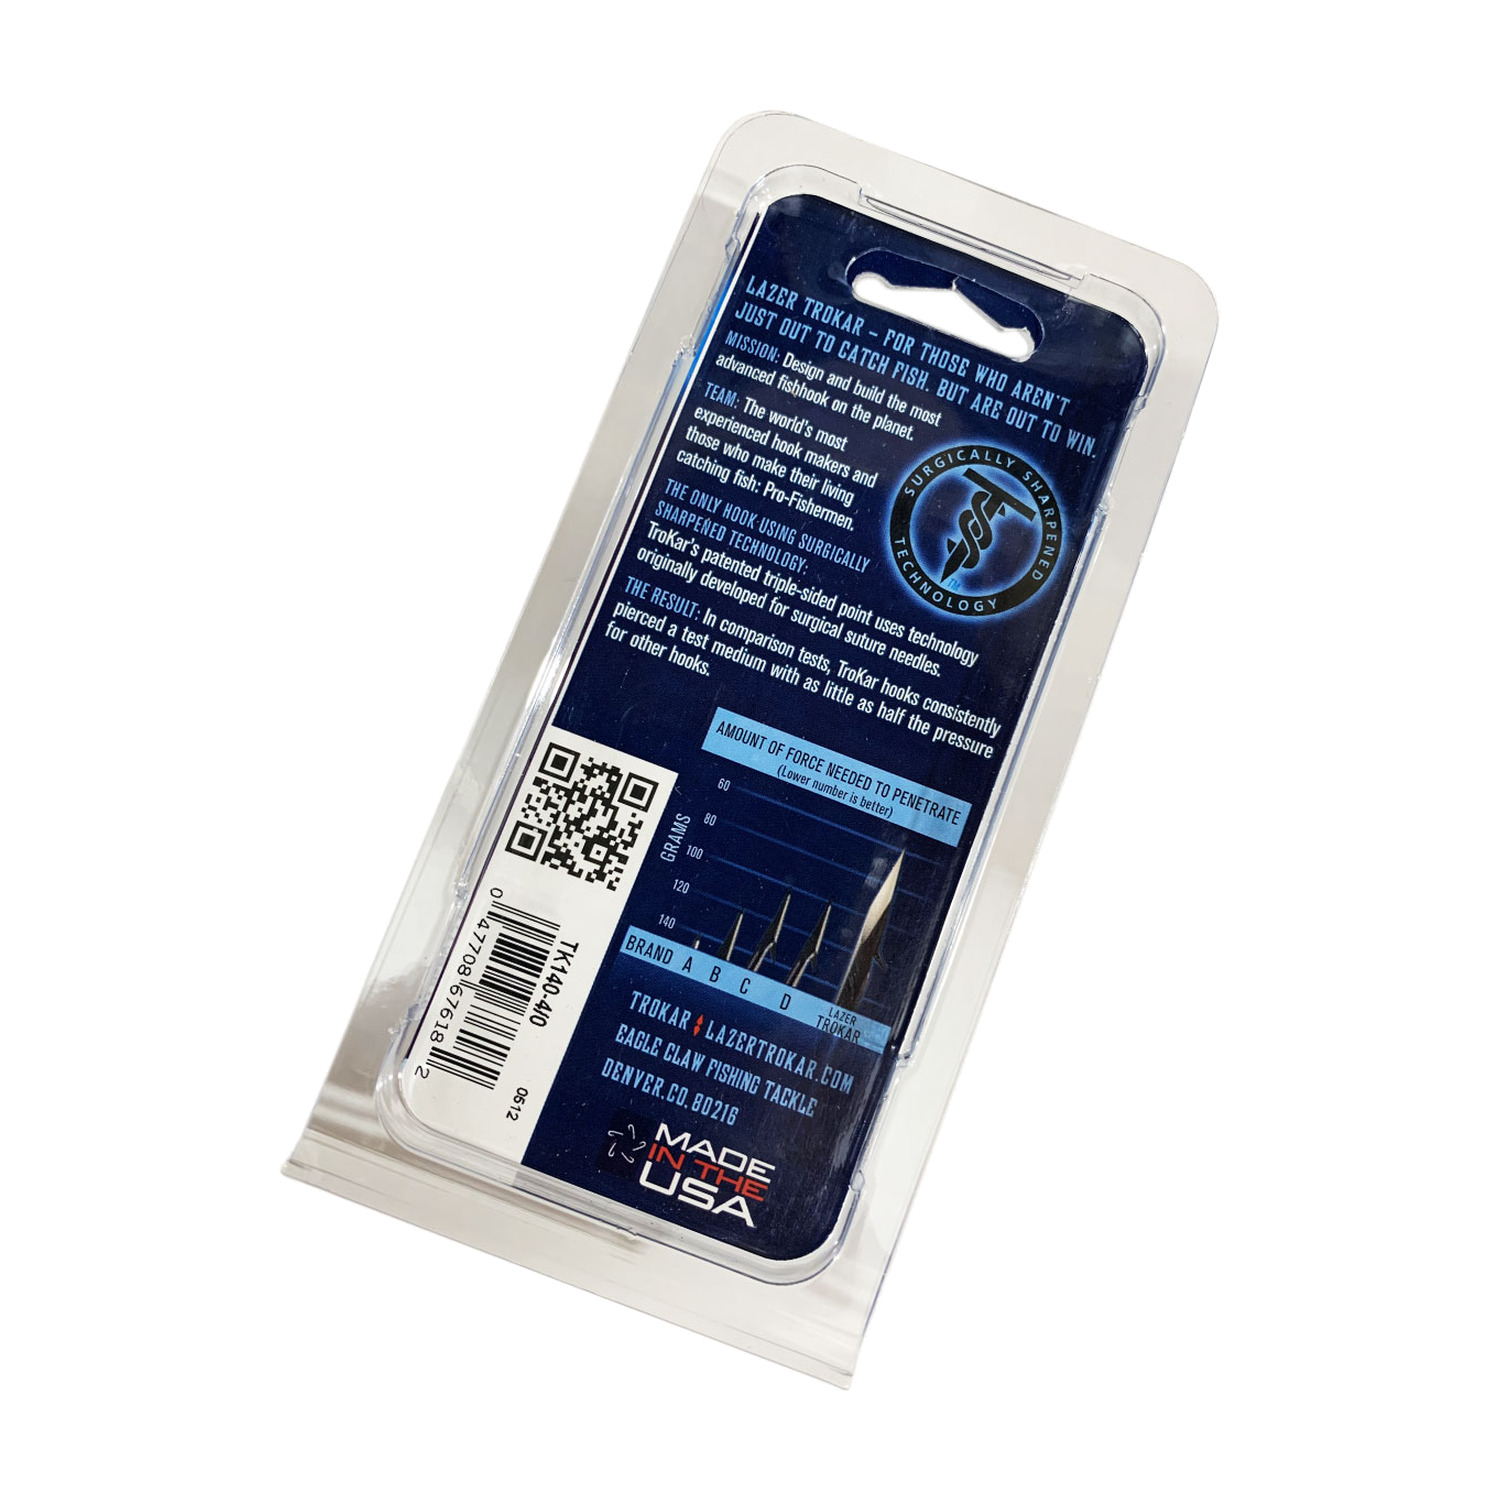 LAZER TROKAR – FOR THOSE WHO AREN'T
JUST OUT TO CATCH FISH. BUT ARE OUT TO WIN.
MISSION: Design and build the most
advanced fishhook on the planet.
TEAM: The world's most
experienced hook makers and
those who make their living
catching fish: Pro-Fishermen.
SURGICALLY SHARPENED
TECHNOLOGY
TM
THE ONLY HOOK USING SURGICALLY
SHARPENED TECHNOLOGY:
TroKar's patented triple-sided point uses technology
originally developed for surgical suture needles.
THE RESULT: In comparison tests, TroKar hooks consistently
pierced a test medium with as little as half the pressure
for other hooks.
AMOUNT OF FORCE NEEDED TO PENETRATE
(Lower number is better)
GRAMS
60
80
100
120
140
BRAND A B C D LAZER
TROKAR
TROKAR LAZERTROKAR.COM
EAGLE CLAW FISHING TACKLE
DENVER.CO. 80216
MADE
IN THE
USA
TK140-4/0
0 47708 67618 2
0512